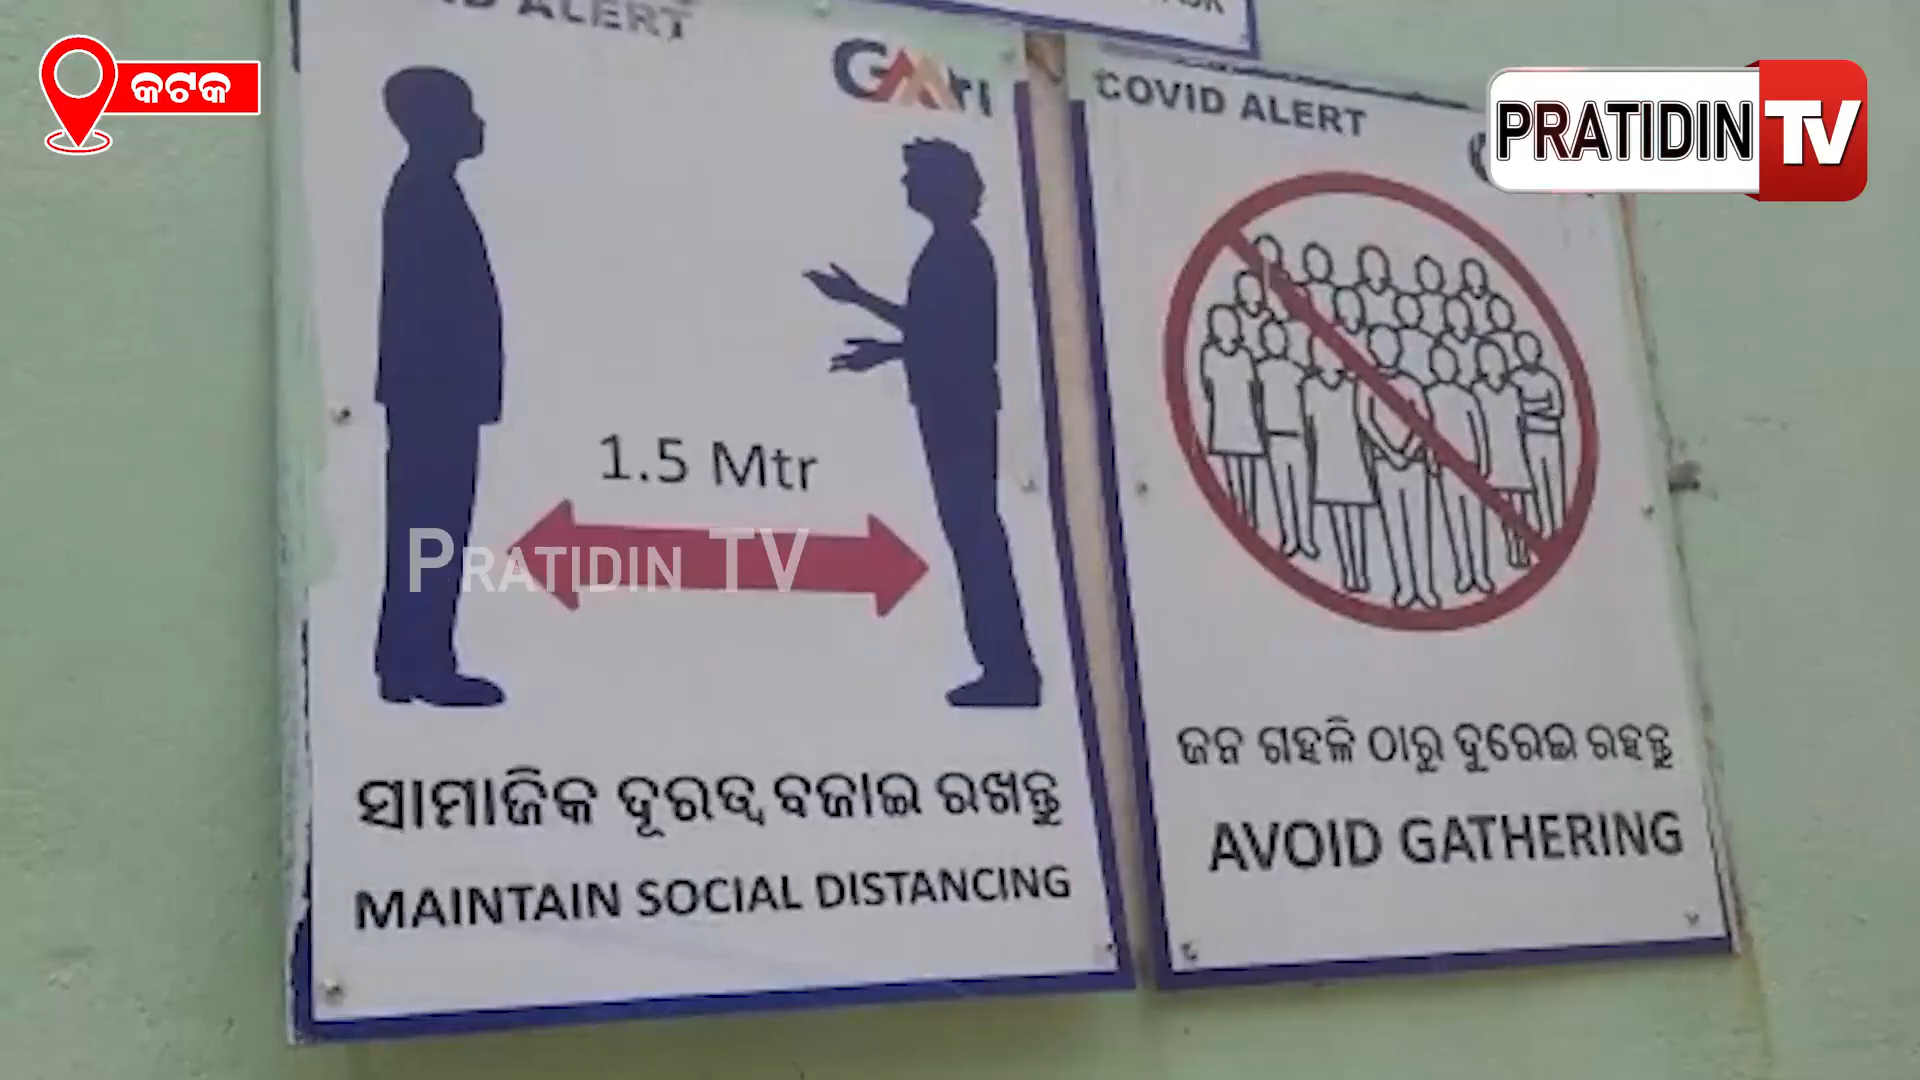 କଟକ
PRATIDIN TV
ALERT
COVID ALERT
1.5 Mtr
PRATIDIN TV
ସାମାଜିକ ଦୂରତ୍ୱ ବଜାଇ ରଖନ୍ତୁ
MAINTAIN SOCIAL DISTANCING
ଜନ ଗହଳି ଠାରୁ ଦୁରେଇ ରହନ୍ତୁ
AVOID GATHERING